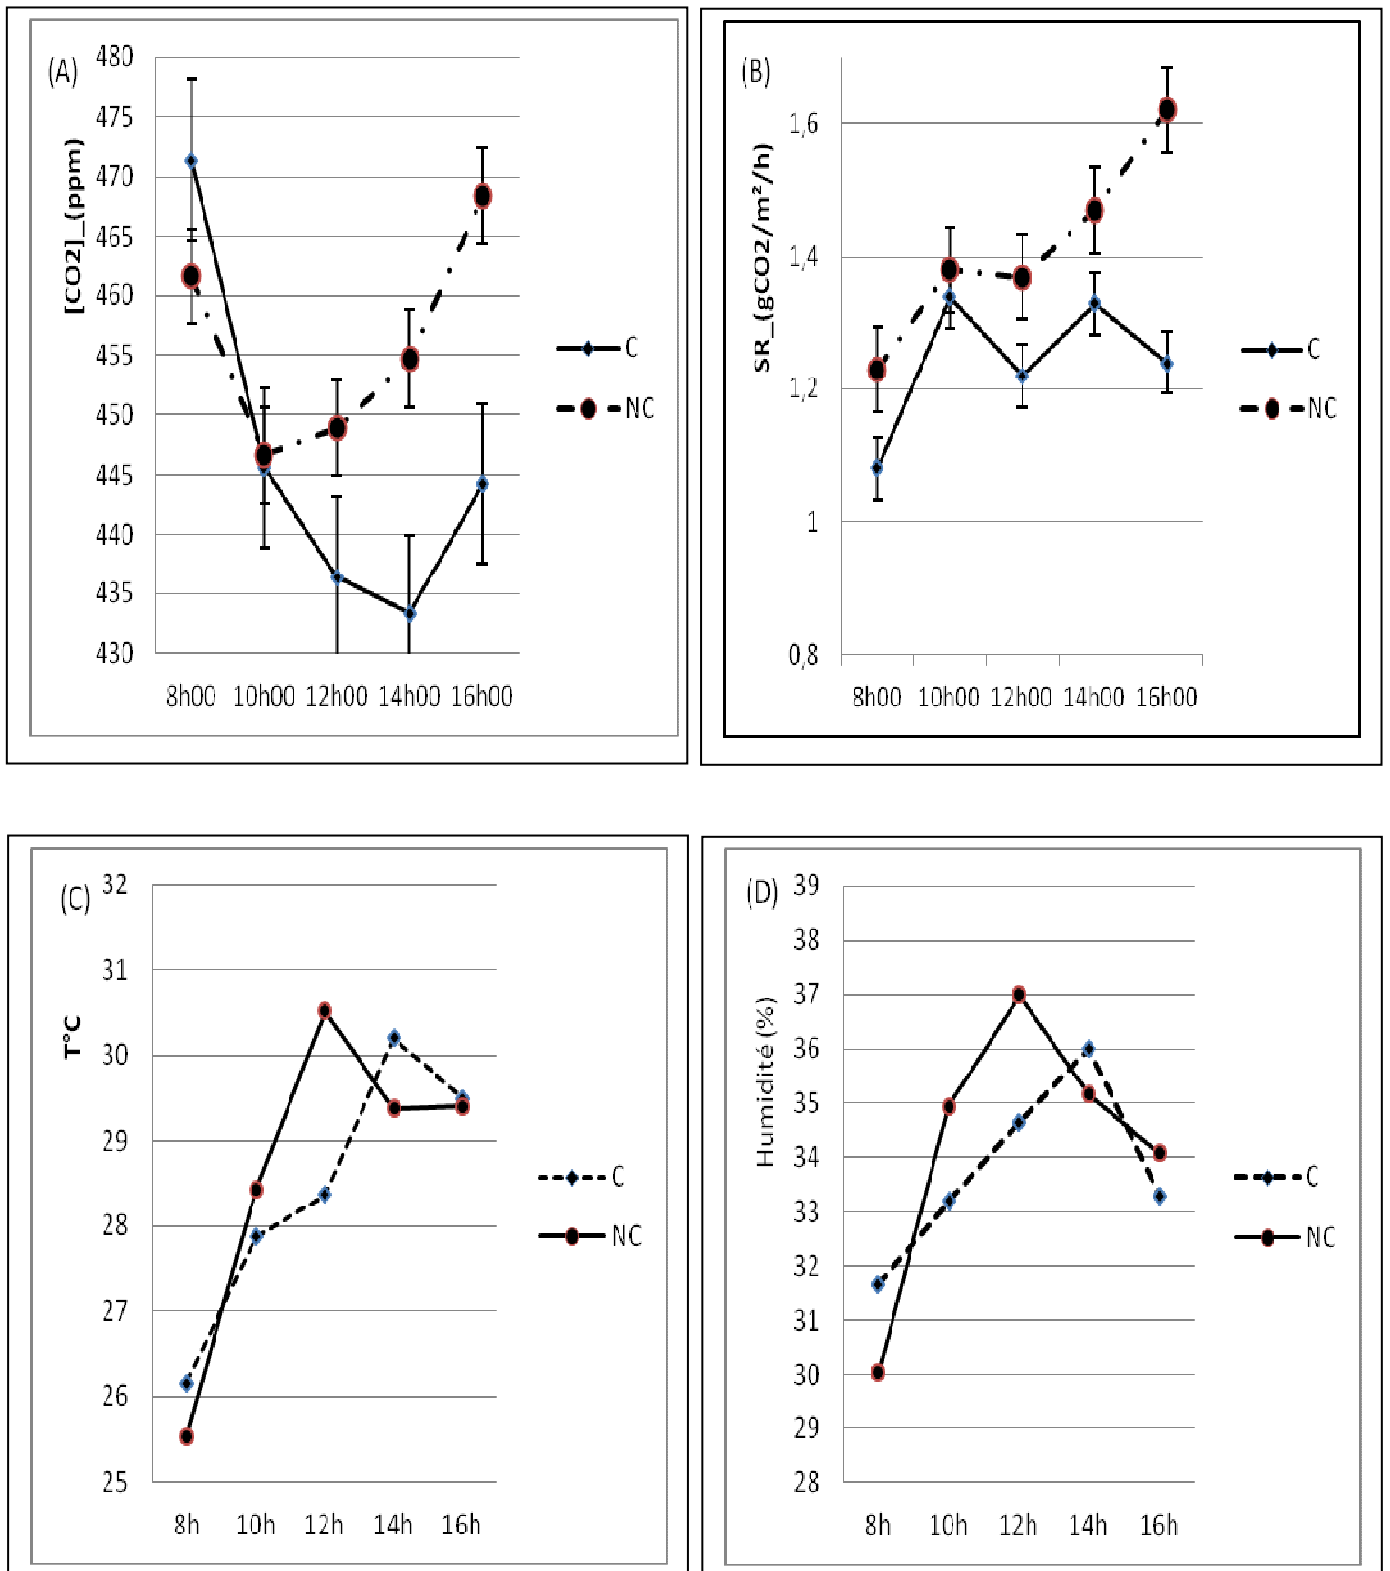 (A)
[CO2]_(ppm)
480
475
470
465
460
455
450
445
440
435
430
8h00 10h00 12h00 14h00 16h00
C
NC
(B)
SR_(gCO2/m²/h)
1,6
1,4
1,2
1
0,8
8h00 10h00 12h00 14h00 16h00
C
NC
(C)
T°C
32
31
30
29
28
27
26
25
8h 10h 12h 14h 16h
C
NC
(D)
Humidité (%)
39
38
37
36
35
34
33
32
31
30
29
28
8h 10h 12h 14h 16h
C
NC